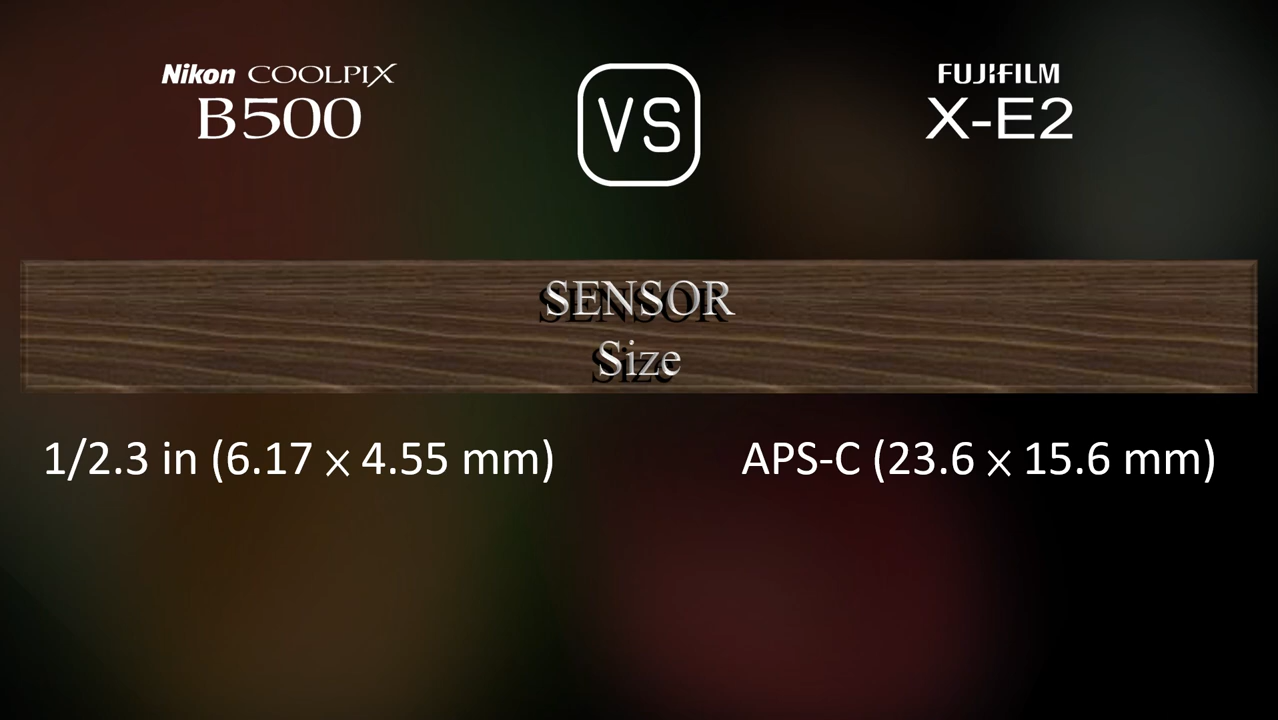 Nikon COOLPIX
B500
VS
FUJIFILM
X-E2
SENSOR
Size
1/2.3 in (6.17 x 4.55 mm)
APS-C (23.6 x 15.6 mm)